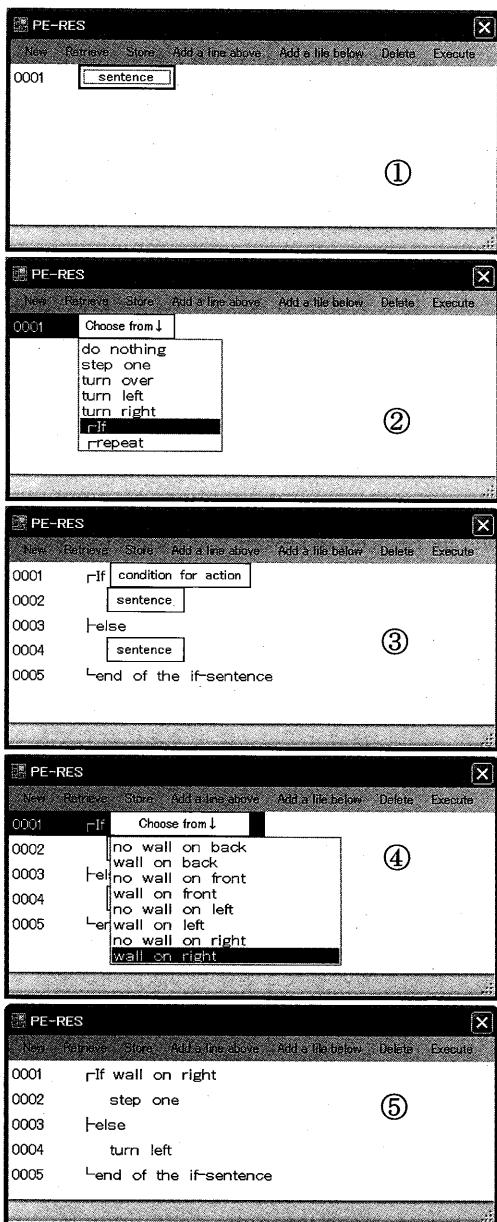 PE-RES
New Retrieve Store Add a line above Add a file below Delete Execute
0001 sentence
①
PE-RES
New Retrieve Store Add a line above Add a file below Delete Execute
0001 Choose from↓
do nothing
step one
turn over
turn left
turn right
┌If
┌repeat
②
PE-RES
New Retrieve Store Add a line above Add a file below Delete Execute
0001 ┌If condition for action
0002 sentence
0003 ├else
0004 sentence
0005 └end of the if-sentence
③
PE-RES
New Retrieve Store Add a line above Add a file below Delete Execute
0001 ┌If Choose from↓
0002 no wall on back
wall on back
0003 ├el no wall on front
0004 wall on front
no wall on left
0005 └er wall on left
no wall on right
wall on right
④
PE-RES
New Retrieve Store Add a line above Add a file below Delete Execute
0001 ┌If wall on right
0002 step one
0003 ├else
0004 turn left
0005 └end of the if-sentence
⑤